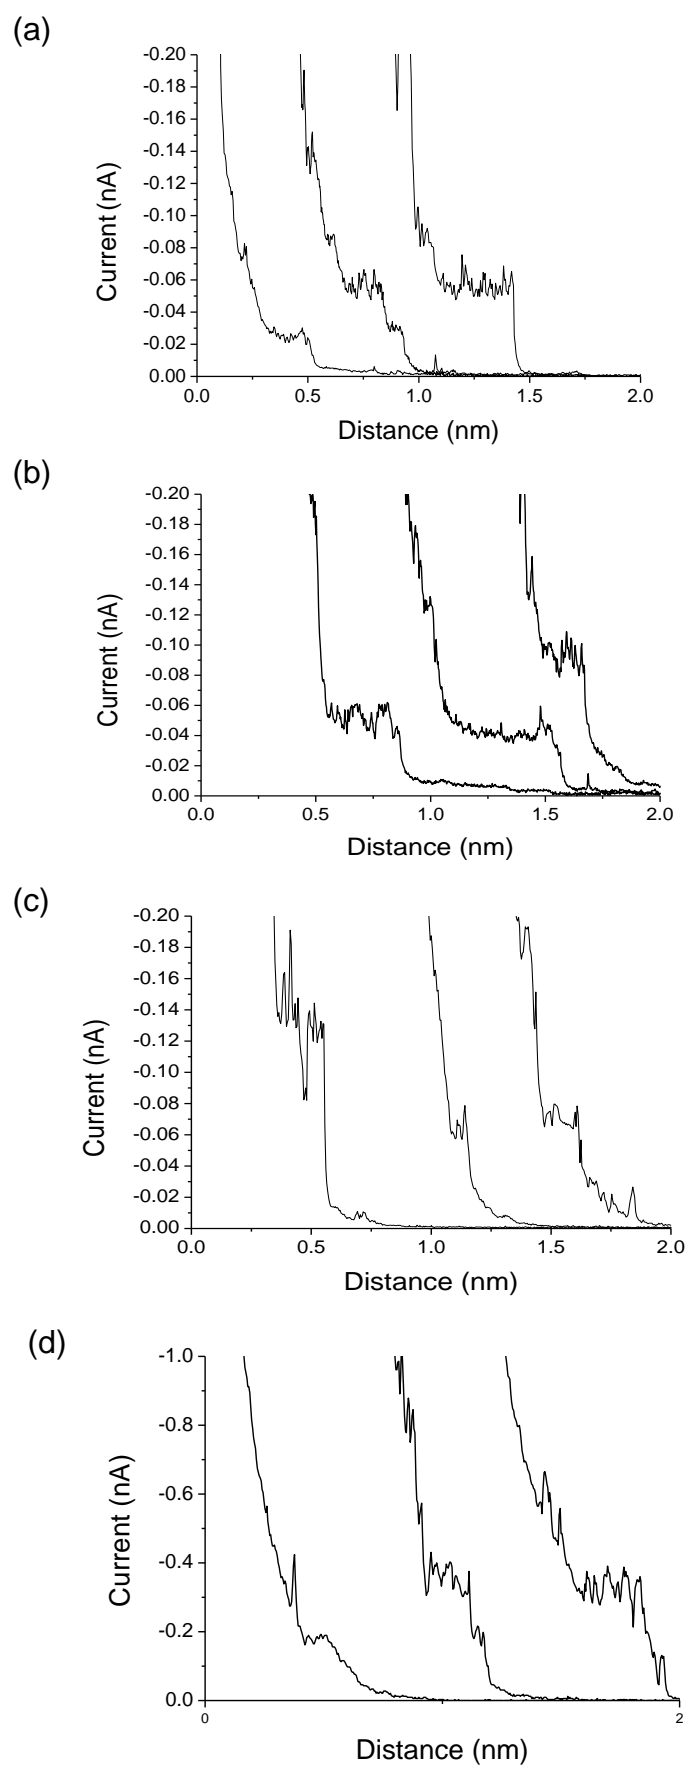 (a)
-0.20
-0.18
-0.16
-0.14
-0.12
-0.10
-0.08
-0.06
-0.04
-0.02
0.00
Current (nA)
0.0 0.5 1.0 1.5 2.0
Distance (nm)
(b)
-0.20
-0.18
-0.16
-0.14
-0.12
-0.10
-0.08
-0.06
-0.04
-0.02
0.00
Current (nA)
0.0 0.5 1.0 1.5 2.0
Distance (nm)
(c)
-0.20
-0.18
-0.16
-0.14
-0.12
-0.10
-0.08
-0.06
-0.04
-0.02
0.00
Current (nA)
0.0 0.5 1.0 1.5 2.0
Distance (nm)
(d)
-1.0
-0.8
-0.6
-0.4
-0.2
0.0
Current (nA)
0 2
Distance (nm)